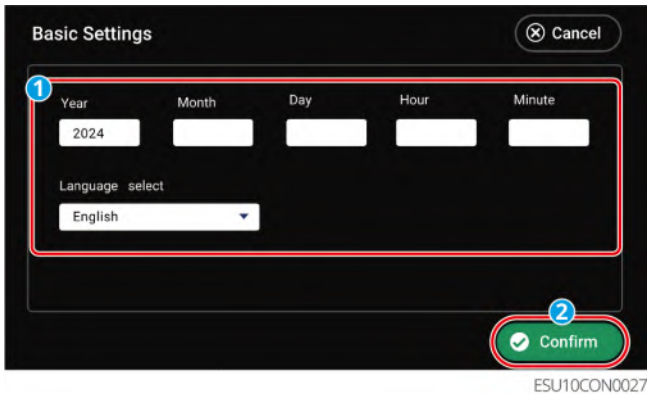 Basic Settings
Cancel
1
Year Month Day Hour Minute
2024
Language select
English
2
Confirm
ESU10CON0027